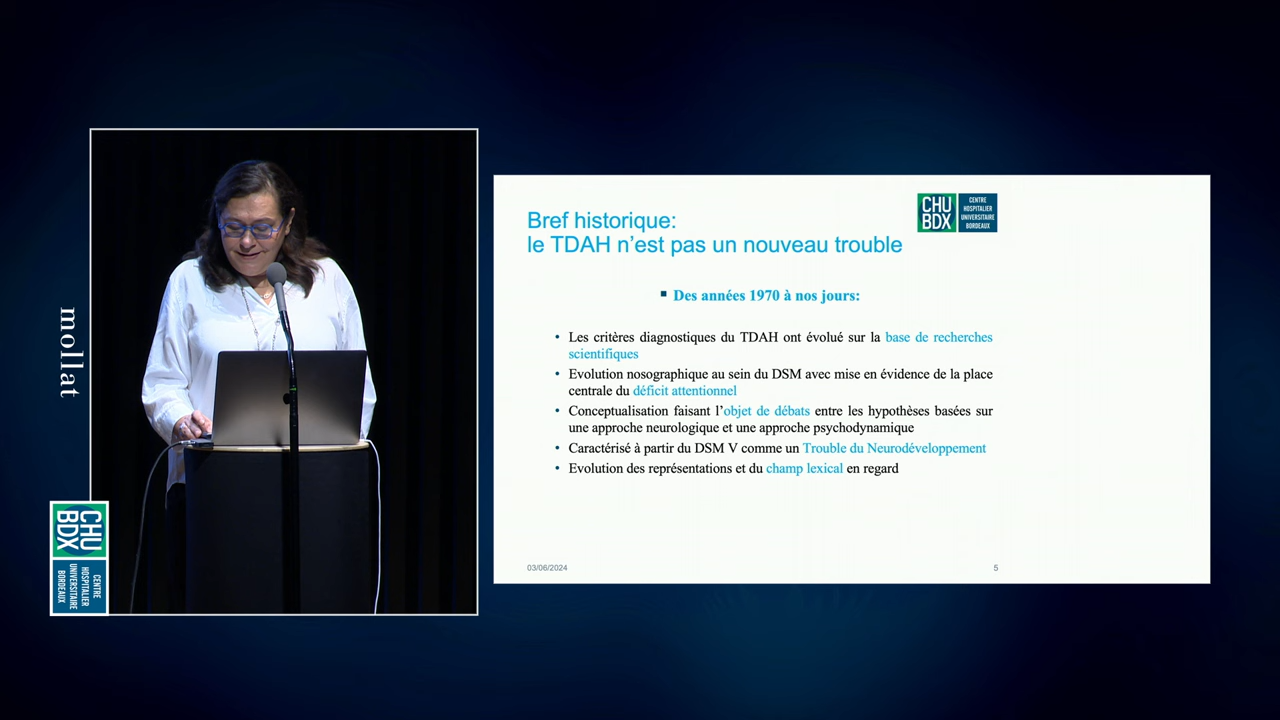 mollat
CHU
BDX
CENTRE
HOSPITALIER
UNIVERSITAIRE
BORDEAUX
Bref historique:
le TDAH n’est pas un nouveau trouble
CHU
BDX
CENTRE
HOSPITALIER
UNIVERSITAIRE
BORDEAUX
▪ Des années 1970 à nos jours:
• Les critères diagnostiques du TDAH ont évolué sur la base de recherches
scientifiques
• Evolution nosographique au sein du DSM avec mise en évidence de la place
centrale du déficit attentionnel
• Conceptualisation faisant l’objet de débats entre les hypothèses basées sur
une approche neurologique et une approche psychodynamique
• Caractérisé à partir du DSM V comme un Trouble du Neurodéveloppement
• Evolution des représentations et du champ lexical en regard
03/06/2024
5